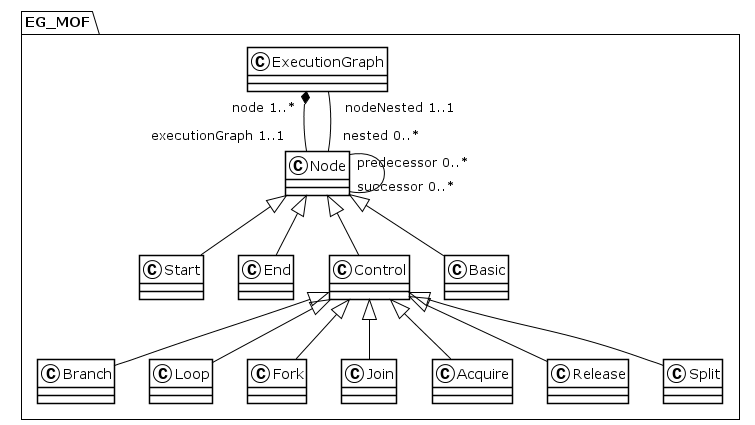 EG_MOF
C ExecutionGraph
node 1..* nodeNested 1..1
executionGraph 1..1 nested 0..*
C Node predecessor 0..*
successor 0..*
C Start C End C Control C Basic
C Branch C Loop C Fork C Join C Acquire C Release C Split